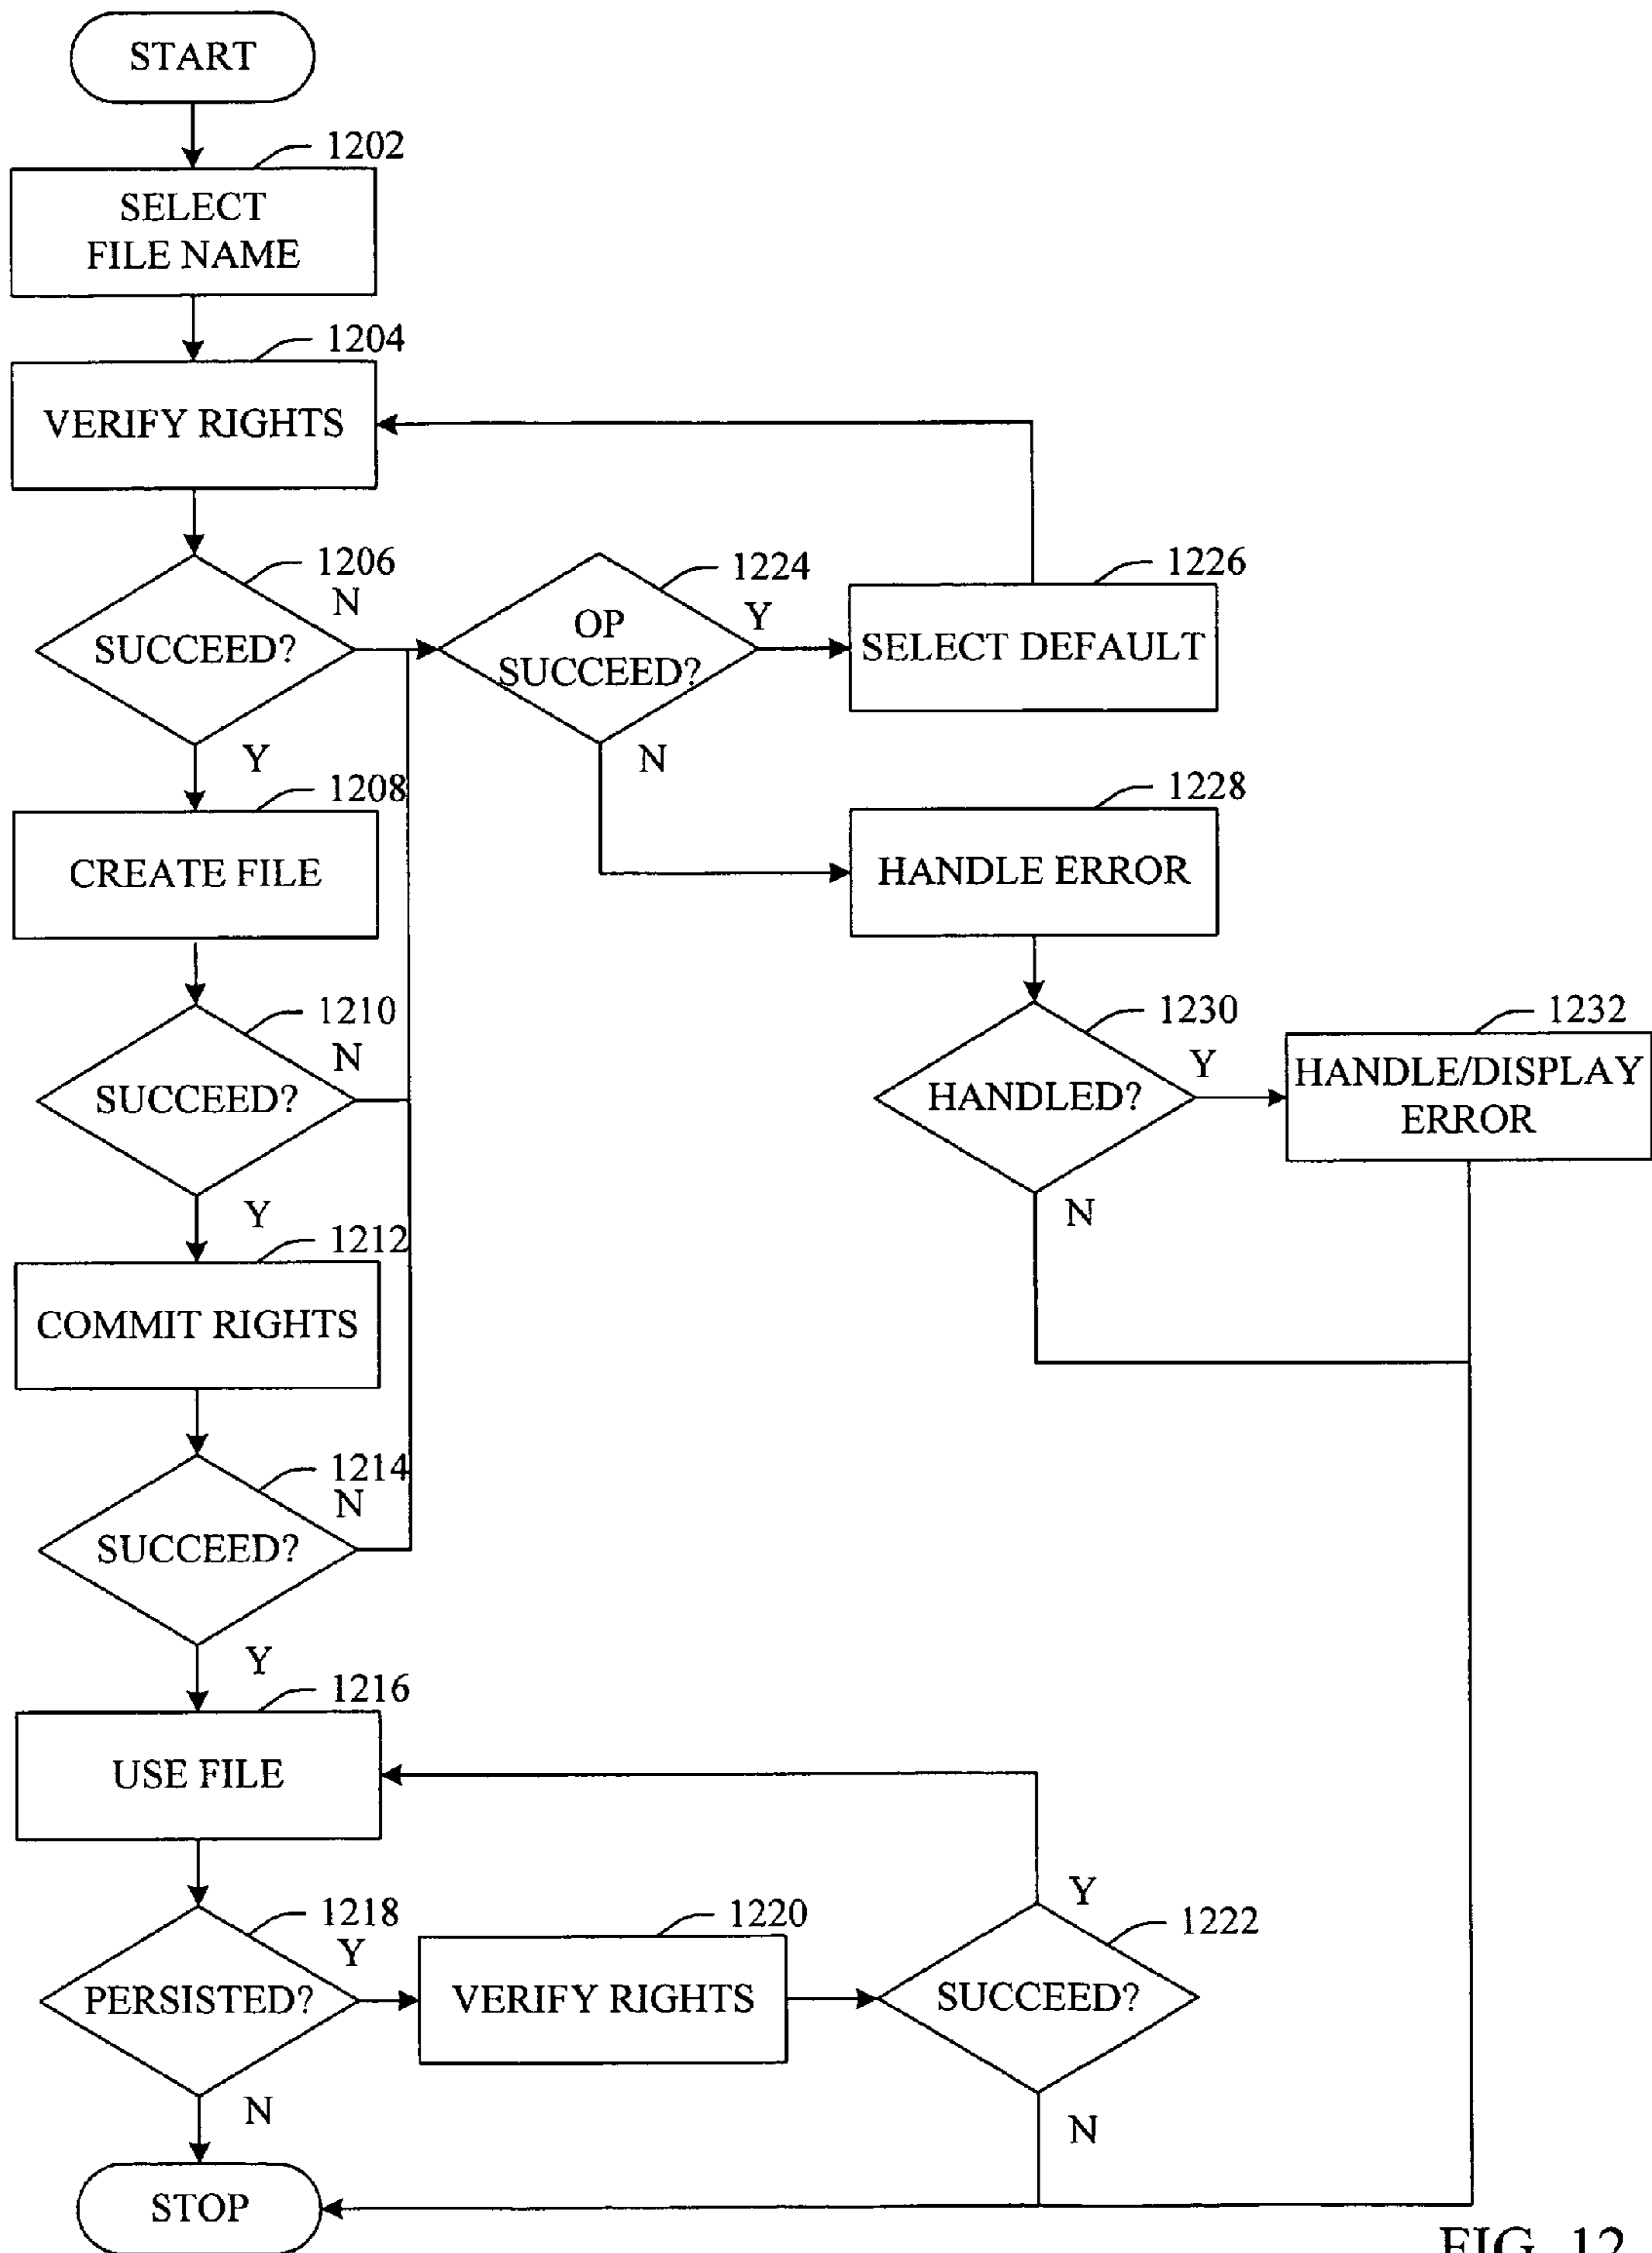 START
1202
SELECT
FILE NAME
1204
VERIFY RIGHTS
1206
N
SUCCEED?
Y
1224
OP
SUCCEED?
Y
N
1226
SELECT DEFAULT
1208
CREATE FILE
1228
HANDLE ERROR
1210
N
SUCCEED?
Y
1230
HANDLED?
Y
N
1232
HANDLE/DISPLAY
ERROR
1212
COMMIT RIGHTS
1214
N
SUCCEED?
Y
1216
USE FILE
1218
Y
PERSISTED?
N
1220
VERIFY RIGHTS
Y
1222
SUCCEED?
N
STOP
FIG. 12